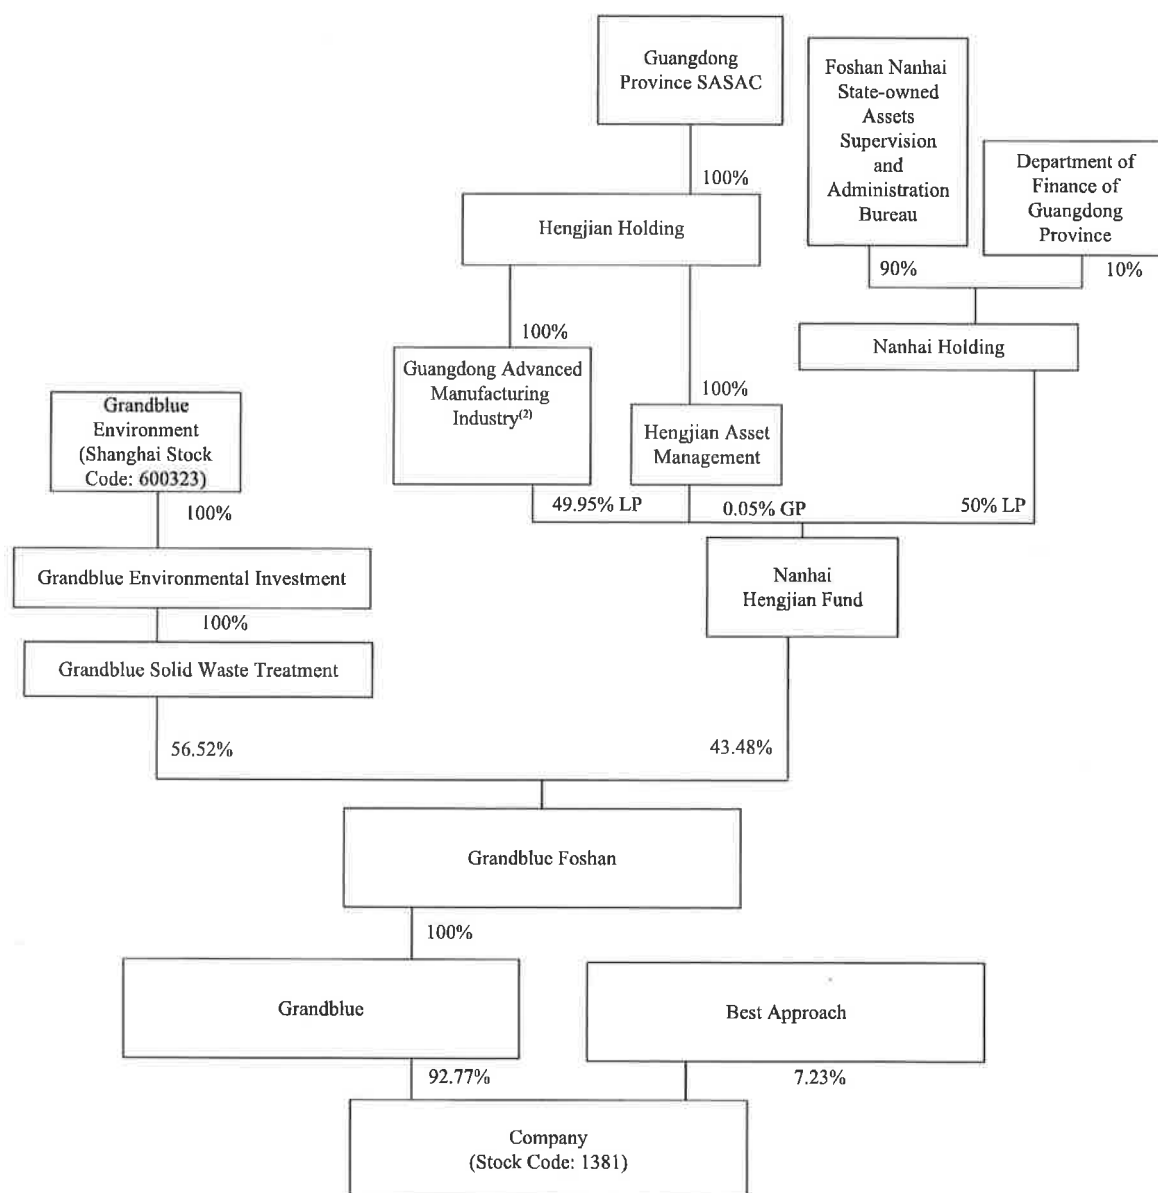 Guangdong
Province SASAC
Foshan Nanhai
State-owned
Assets
Supervision
and
Administration
Bureau
Department of
Finance of
Guangdong
Province
100%
Hengjian Holding
90%
10%
100%
Nanhai Holding
Guangdong Advanced
Manufacturing
Industry(2)
100%
Hengjian Asset
Management
Grandblue
Environment
(Shanghai Stock
Code: 600323)
49.95% LP
0.05% GP
50% LP
100%
Grandblue Environmental Investment
Nanhai
Hengjian Fund
100%
Grandblue Solid Waste Treatment
56.52%
43.48%
Grandblue Foshan
100%
Grandblue
Best Approach
92.77%
7.23%
Company
(Stock Code: 1381)